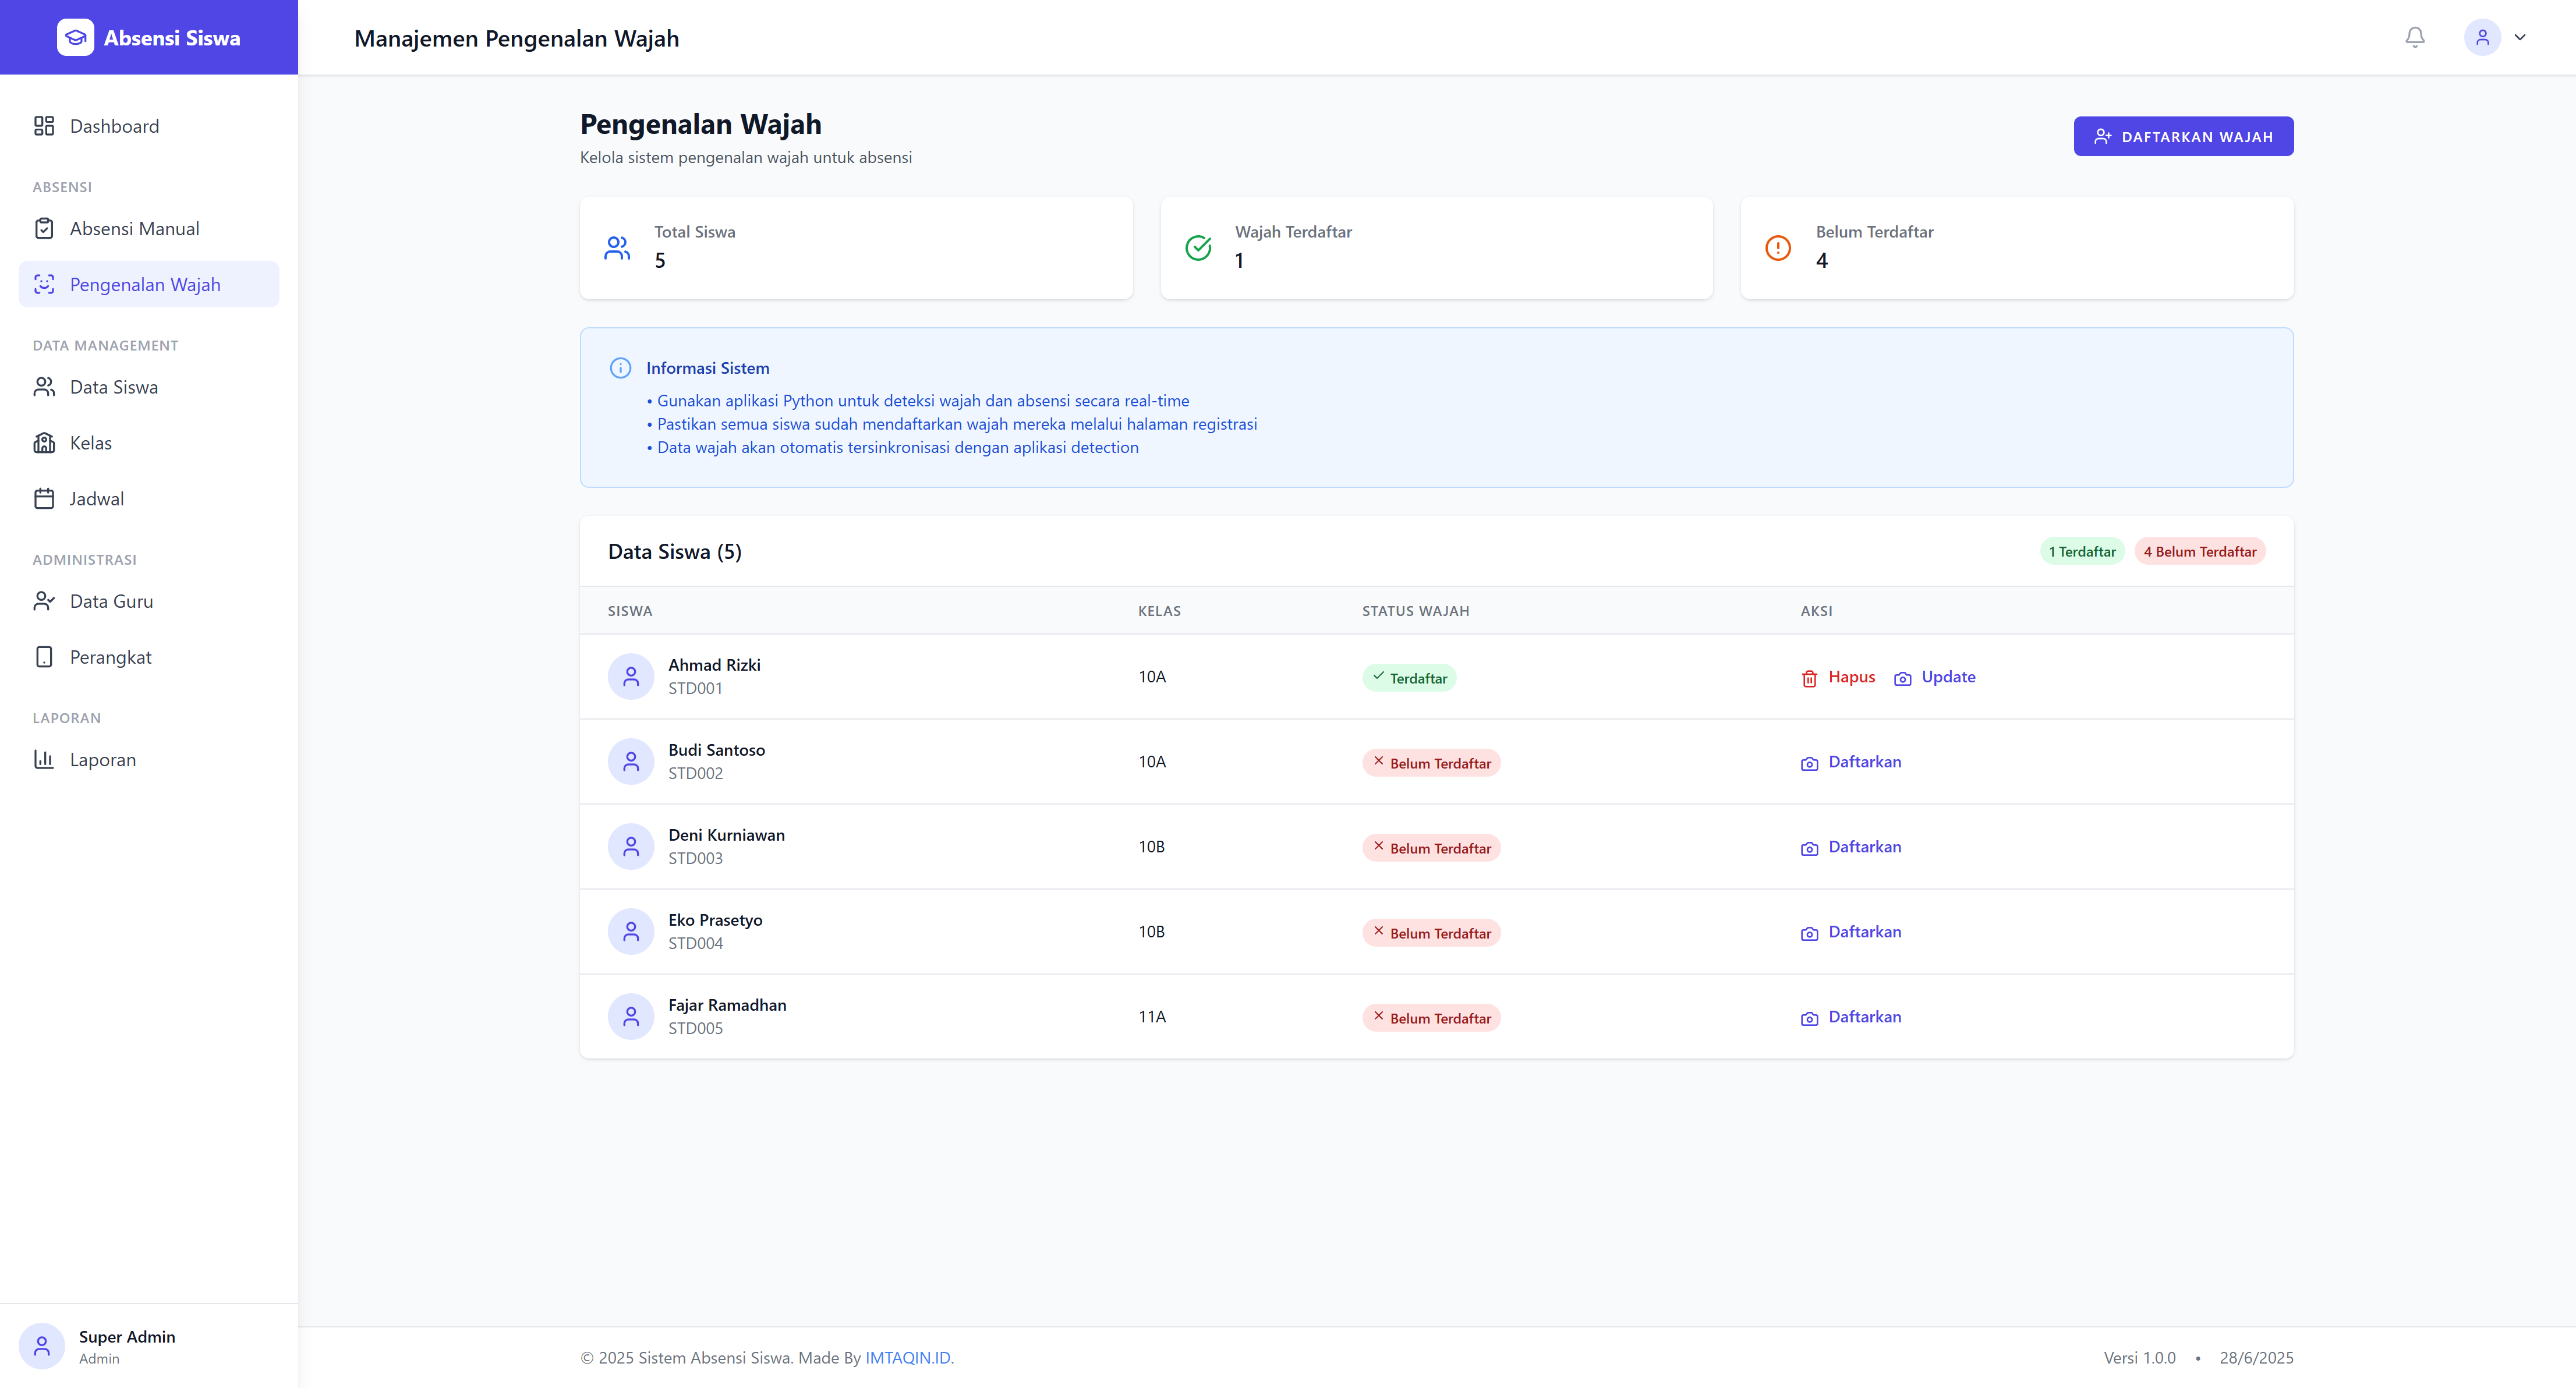 Absensi Siswa
Manajemen Pengenalan Wajah
Dashboard
ABSENSI
Absensi Manual
Pengenalan Wajah
DATA MANAGEMENT
Data Siswa
Kelas
Jadwal
ADMINISTRASI
Data Guru
Perangkat
LAPORAN
Laporan
Super Admin
Admin
Pengenalan Wajah
Kelola sistem pengenalan wajah untuk absensi
DAFTARKAN WAJAH
Total Siswa
5
Wajah Terdaftar
1
Belum Terdaftar
4
Informasi Sistem
• Gunakan aplikasi Python untuk deteksi wajah dan absensi secara real-time
• Pastikan semua siswa sudah mendaftarkan wajah mereka melalui halaman registrasi
• Data wajah akan otomatis tersinkronisasi dengan aplikasi detection
Data Siswa (5)
1 Terdaftar 4 Belum Terdaftar
SISWA KELAS STATUS WAJAH AKSI
Ahmad Rizki
STD001
10A Terdaftar Hapus Update
Budi Santoso
STD002
10A Belum Terdaftar Daftarkan
Deni Kurniawan
STD003
10B Belum Terdaftar Daftarkan
Eko Prasetyo
STD004
10B Belum Terdaftar Daftarkan
Fajar Ramadhan
STD005
11A Belum Terdaftar Daftarkan
© 2025 Sistem Absensi Siswa. Made By IMTAQIN.ID.
Versi 1.0.0 • 28/6/2025